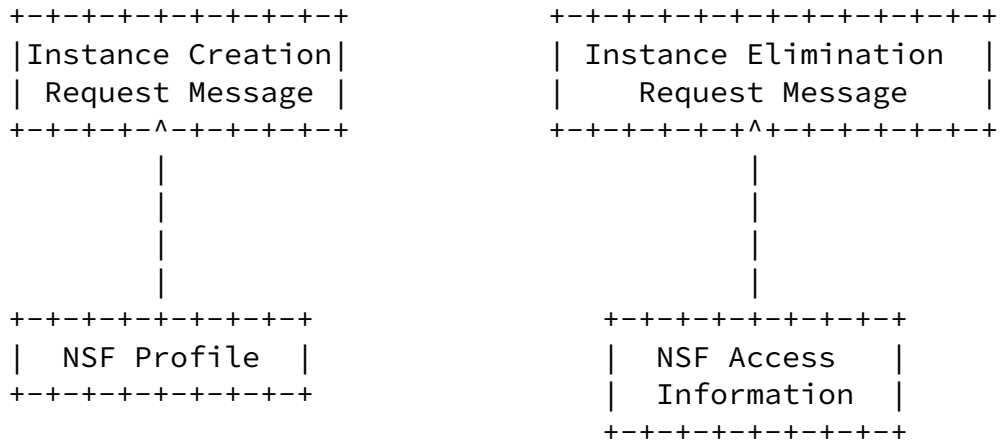 +-+-+-+-+-+-+-+-+-+ +-+-+-+-+-+-+-+-+-+-+-+-+
|Instance Creation| | Instance Elimination |
| Request Message | | Request Message |
+-+-+-+-^-+-+-+-+-+ +-+-+-+-+-+^+-+-+-+-+-+-+
| |
| |
| |
| |
+-+-+-+-+-+-+-+-+ +-+-+-+-+-+-+-+-+
| NSF Profile | | NSF Access |
+-+-+-+-+-+-+-+-+ | Information |
+-+-+-+-+-+-+-+-+